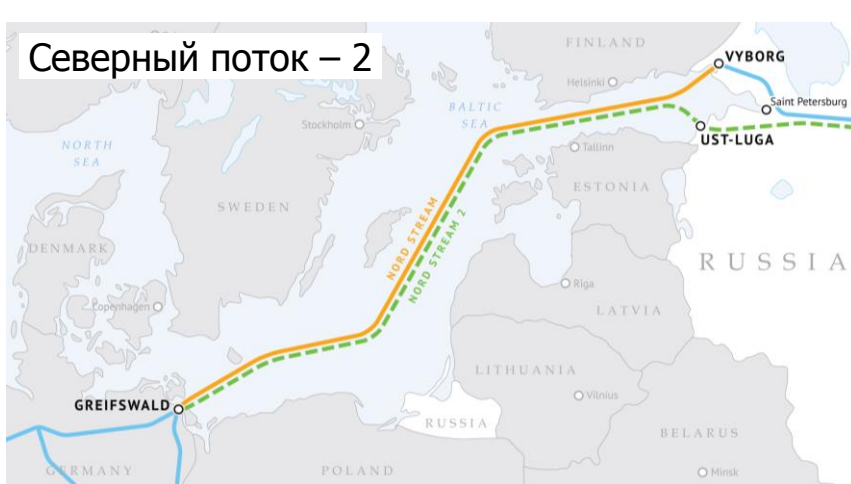 Северный поток – 2
FINLAND
VYBORG
Helsinki
BALTIC
SEA
Saint Petersburg
Stockholm
UST-LUGA
NORTH
SEA
Tallinn
ESTONIA
SWEDEN
NORD STREAM
NORD STREAM 2
DENMARK
RUSSIA
Riga
Copenhagen
LATVIA
LITHUANIA
Vilnius
GREIFSWALD
RUSSIA
BELARUS
GERMANY
POLAND
Minsk